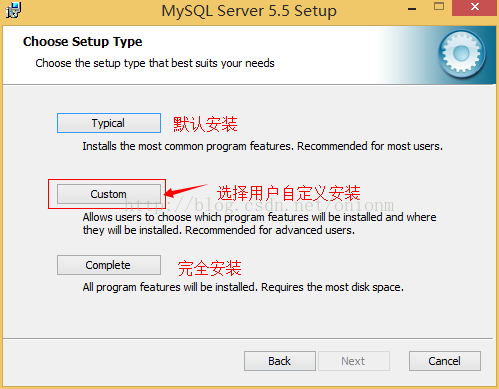 MySQL Server 5.5 Setup
Choose Setup Type
Choose the setup type that best suits your needs
Typical 默认安装
Installs the most common program features. Recommended for most users.
Custom 选择用户自定义安装
http://blog.csdn.net/onionm
Allows users to choose which program features will be installed and where
they will be installed. Recommended for advanced users.
Complete 完全安装
All program features will be installed. Requires the most disk space.
Back Next Cancel